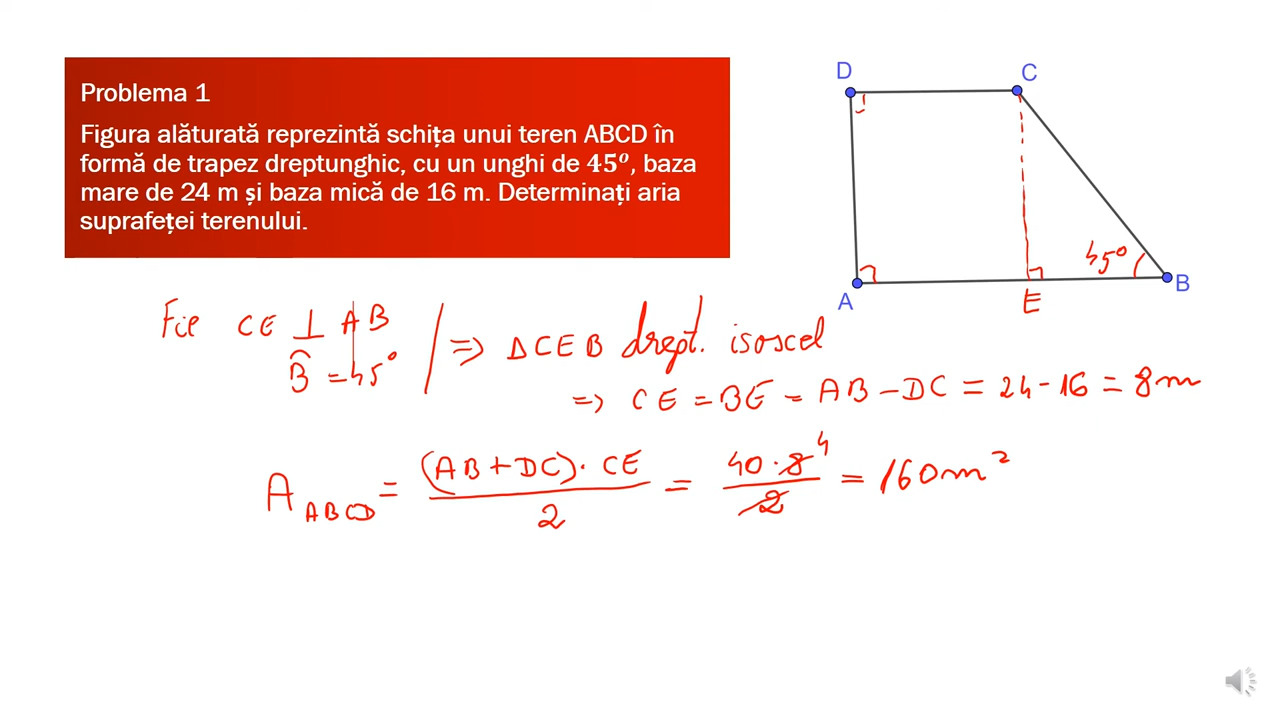 Problema 1
Figura alăturată reprezintă schița unui teren ABCD în
formă de trapez dreptunghic, cu un unghi de 45°, baza
mare de 24 m și baza mică de 16 m. Determinați aria
suprafeței terenului.
D
C
45°
A
E
B
Fie CE ⊥ AB
B̂ = 45°
⇒ ΔCEB drept. isoscel
⇒ CE = BE = AB − DC = 24 − 16 = 8m
A_ABCD = (AB + DC) · CE / 2 = 40 · 8 4 / 2 = 160 m²